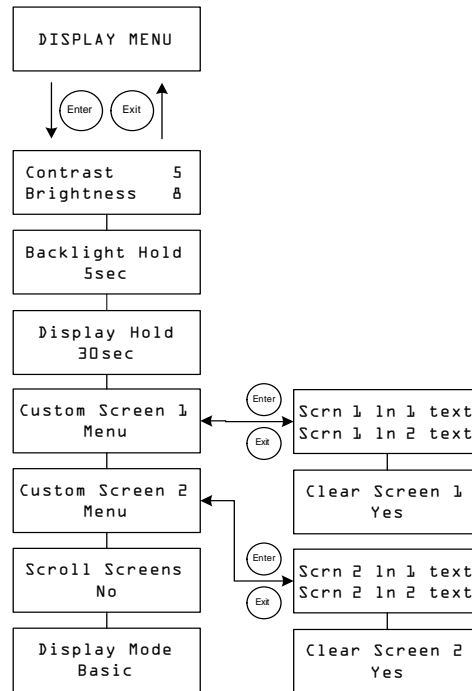 DISPLAY MENU
Enter
Exit
Contrast 5
Brightness 8
Backlight Hold
5sec
Display Hold
30sec
Custom Screen 1
Menu
Enter
Exit
Scrn 1 ln 1 text
Scrn 1 ln 2 text
Clear Screen 1
Yes
Custom Screen 2
Menu
Enter
Exit
Scrn 2 ln 1 text
Scrn 2 ln 2 text
Clear Screen 2
Yes
Scroll Screens
No
Display Mode
Basic